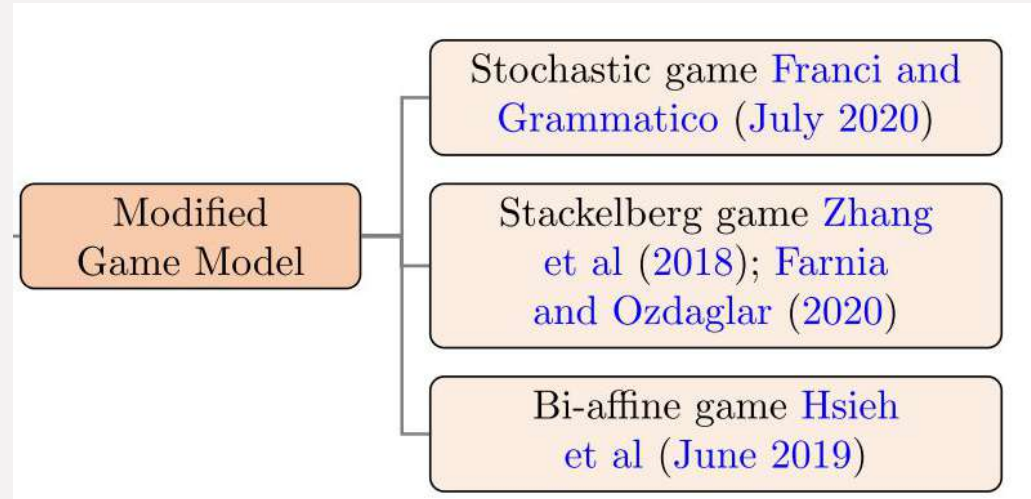 Modified
Game Model
Stochastic game Franci and
Grammatico (July 2020)
Stackelberg game Zhang
et al (2018); Farnia
and Ozdaglar (2020)
Bi-affine game Hsieh
et al (June 2019)